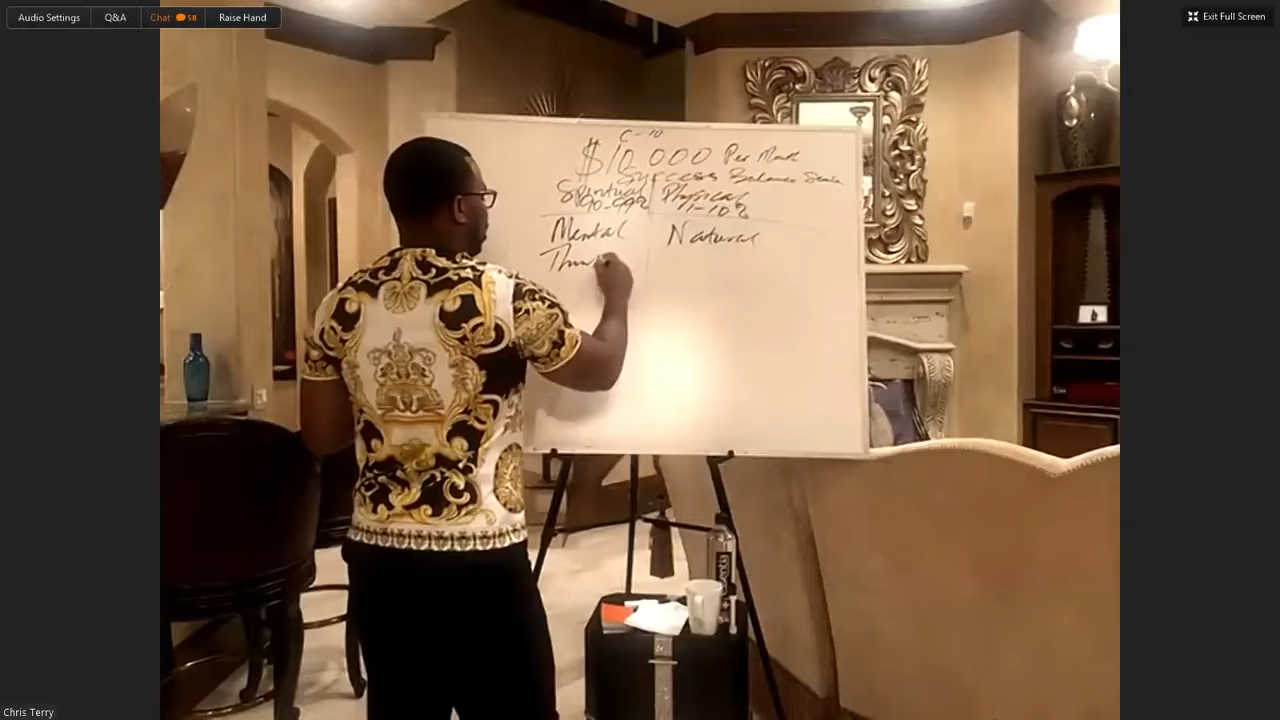 Audio Settings
Q&A
Chat 58
Raise Hand
Exit Full Screen
C-10
$10,000 Per Month
Success Balance Scale
Spiritual Physical
90-99% 1-10%
Mental Natural
Chris Terry